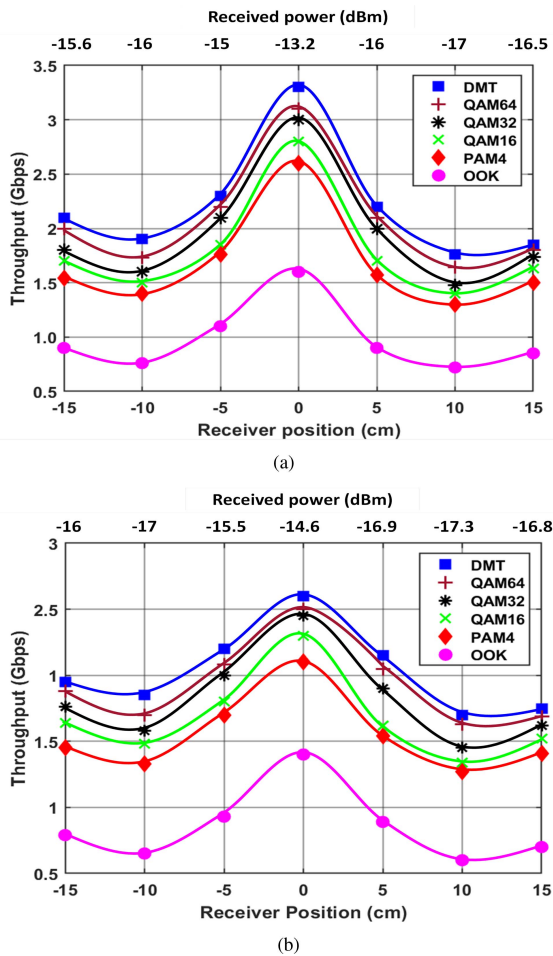 Received power (dBm)
(a)
-15.6 -16 -15 -13.2 -16 -17 -16.5
3.5
3
2.5
2
1.5
1.0
0.5
Throughput (Gbps)
DMT
QAM64
QAM32
QAM16
PAM4
OOK
-15 -10 -5 0 5 10 15
Receiver position (cm)
(a)
Received power (dBm)
-16 -17 -15.5 -14.6 -16.9 -17.3 -16.8
3
2.5
2
1.5
1
0.5
Throughput (Gbps)
DMT
QAM64
QAM32
QAM16
PAM4
OOK
-15 -10 -5 0 5 10 15
Receiver Position (cm)
(b)